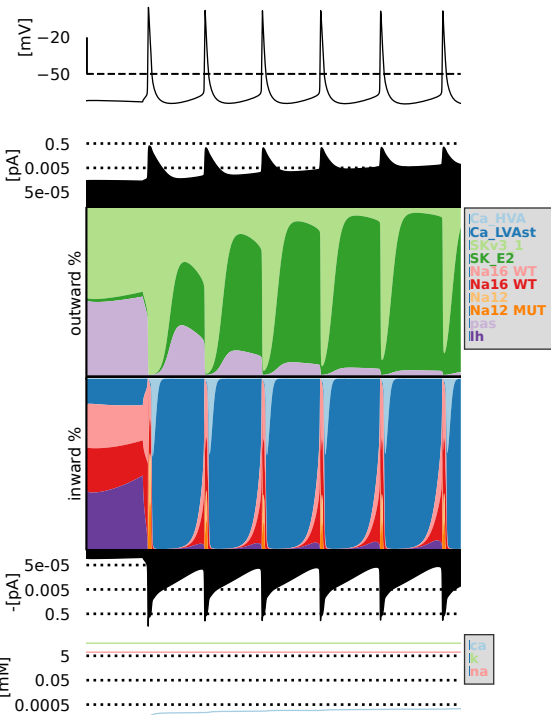 [mV]
−20
−50
[pA]
0.5
0.005
5e-05
outward %
Ca_HVA
Ca_LVAst
SKv3_1
SK_E2
Na16 WT
Na16 WT
Na12
Na12 MUT
pas
Ih
inward %
-[pA]
5e-05
0.005
0.5
[mM]
5
0.05
0.0005
ca
k
na